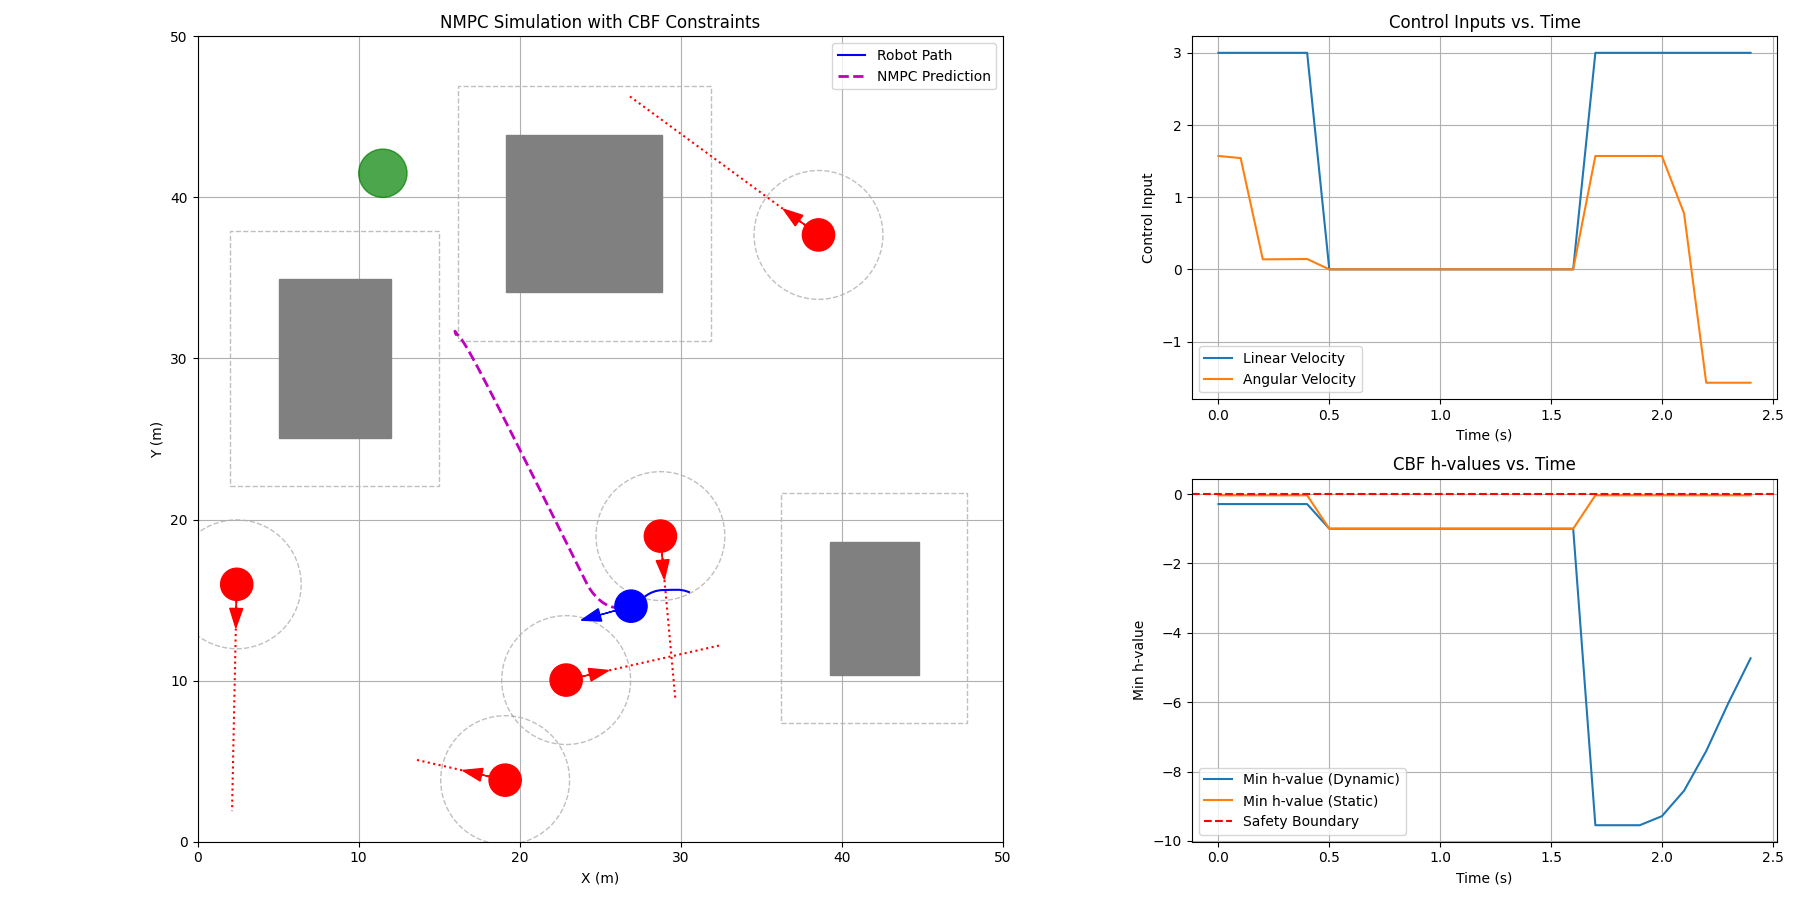 NMPC Simulation with CBF Constraints
50
40
30
20
10
0
Y (m)
0 10 20 30 40 50
X (m)
Robot Path
NMPC Prediction
Control Inputs vs. Time
3
2
1
0
−1
Control Input
Linear Velocity
Angular Velocity
0.0 0.5 1.0 1.5 2.0 2.5
Time (s)
CBF h-values vs. Time
0
−2
−4
−6
−8
−10
Min h-value
Min h-value (Dynamic)
Min h-value (Static)
Safety Boundary
0.0 0.5 1.0 1.5 2.0 2.5
Time (s)